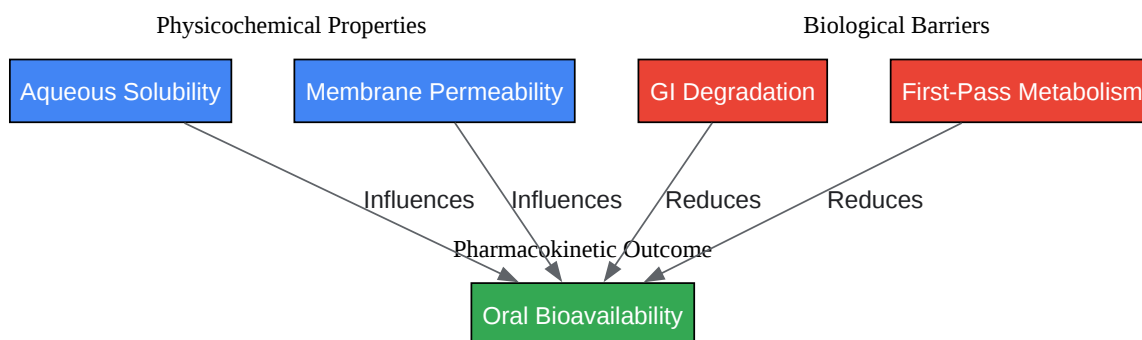 Physicochemical Properties
Biological Barriers
Aqueous Solubility
Membrane Permeability
GI Degradation
First-Pass Metabolism
Influences
Influences
Reduces
Reduces
Pharmacokinetic Outcome
Oral Bioavailability